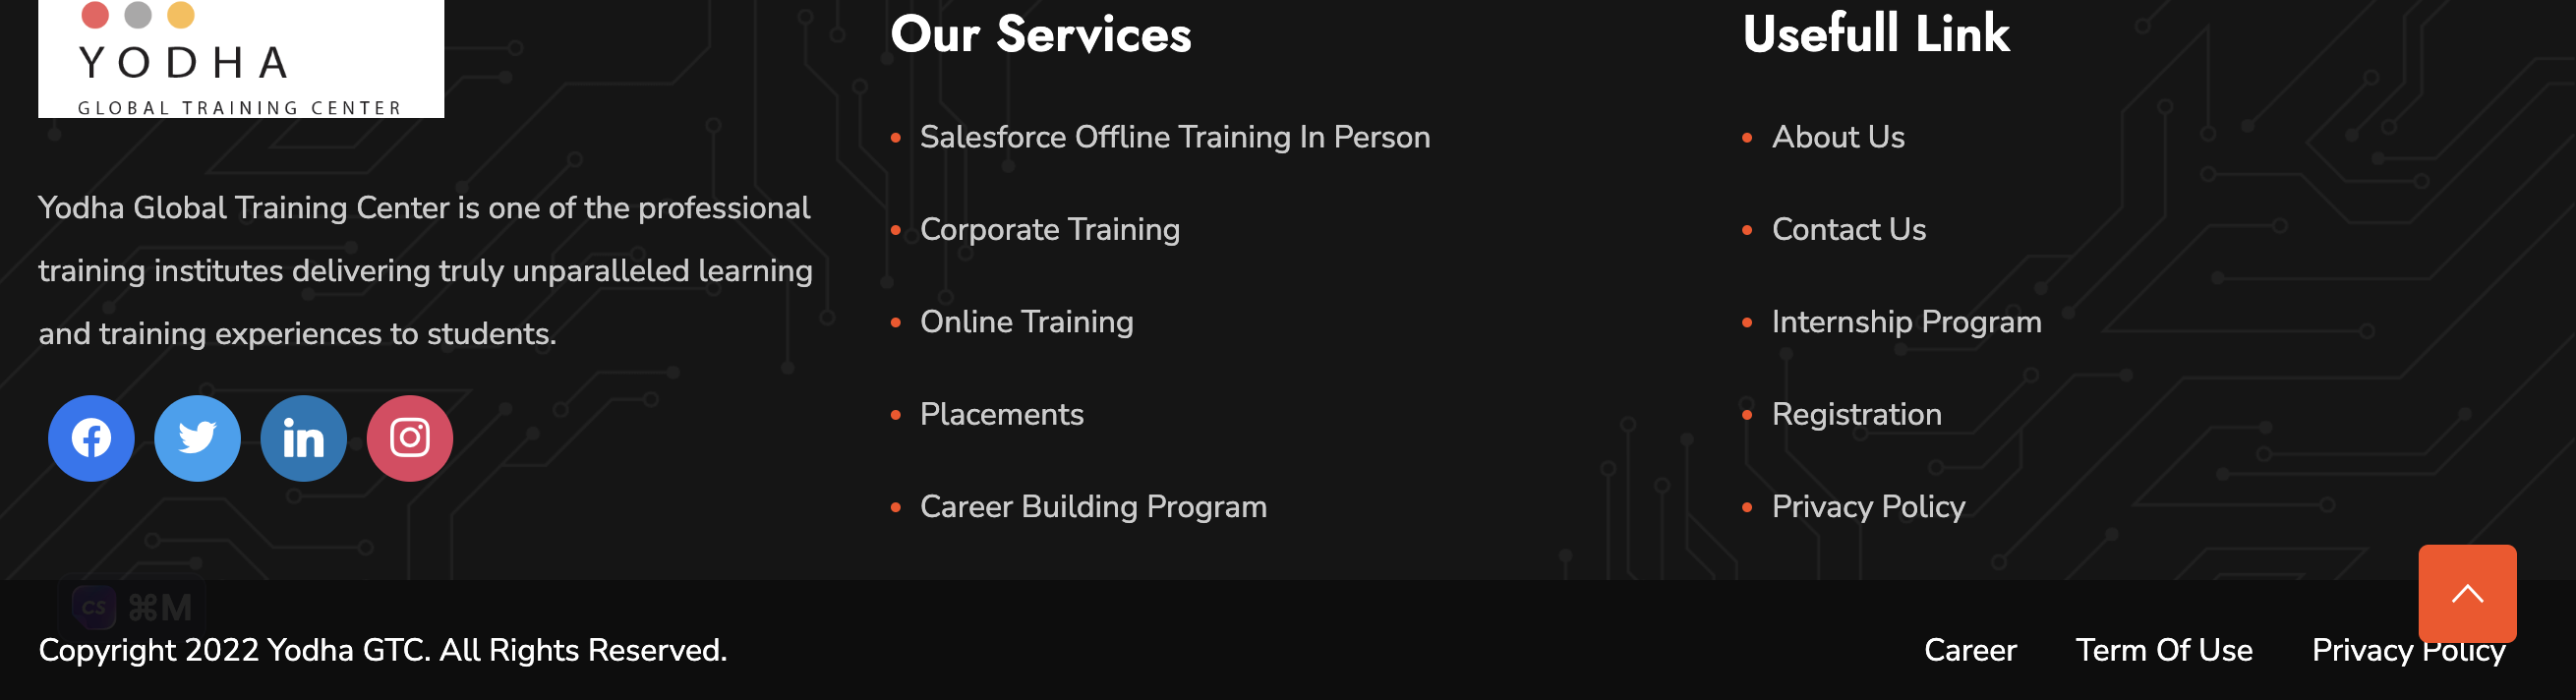 YODHA
GLOBAL TRAINING CENTER
Yodha Global Training Center is one of the professional
training institutes delivering truly unparalleled learning
and training experiences to students.
in
Our Services
Salesforce Offline Training In Person
Corporate Training
Online Training
Placements
Career Building Program
Usefull Link
About Us
Contact Us
Internship Program
Registration
Privacy Policy
CS ⌘M
Copyright 2022 Yodha GTC. All Rights Reserved.
Career
Term Of Use
Privacy Policy